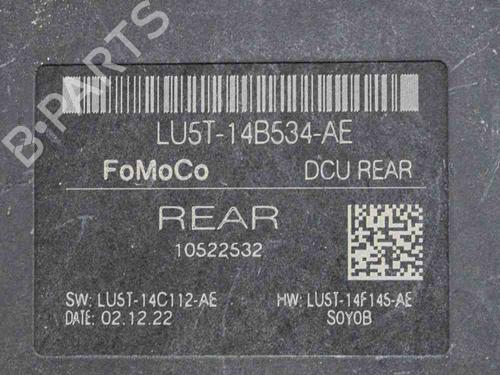 B-PARTS
LU5T-14B534-AE
FoMoCo DCU REAR
REAR
10522532
SW: LU5T-14C112-AE HW: LU5T-14F145-AE
DATE: 02.12.22 S0Y0B